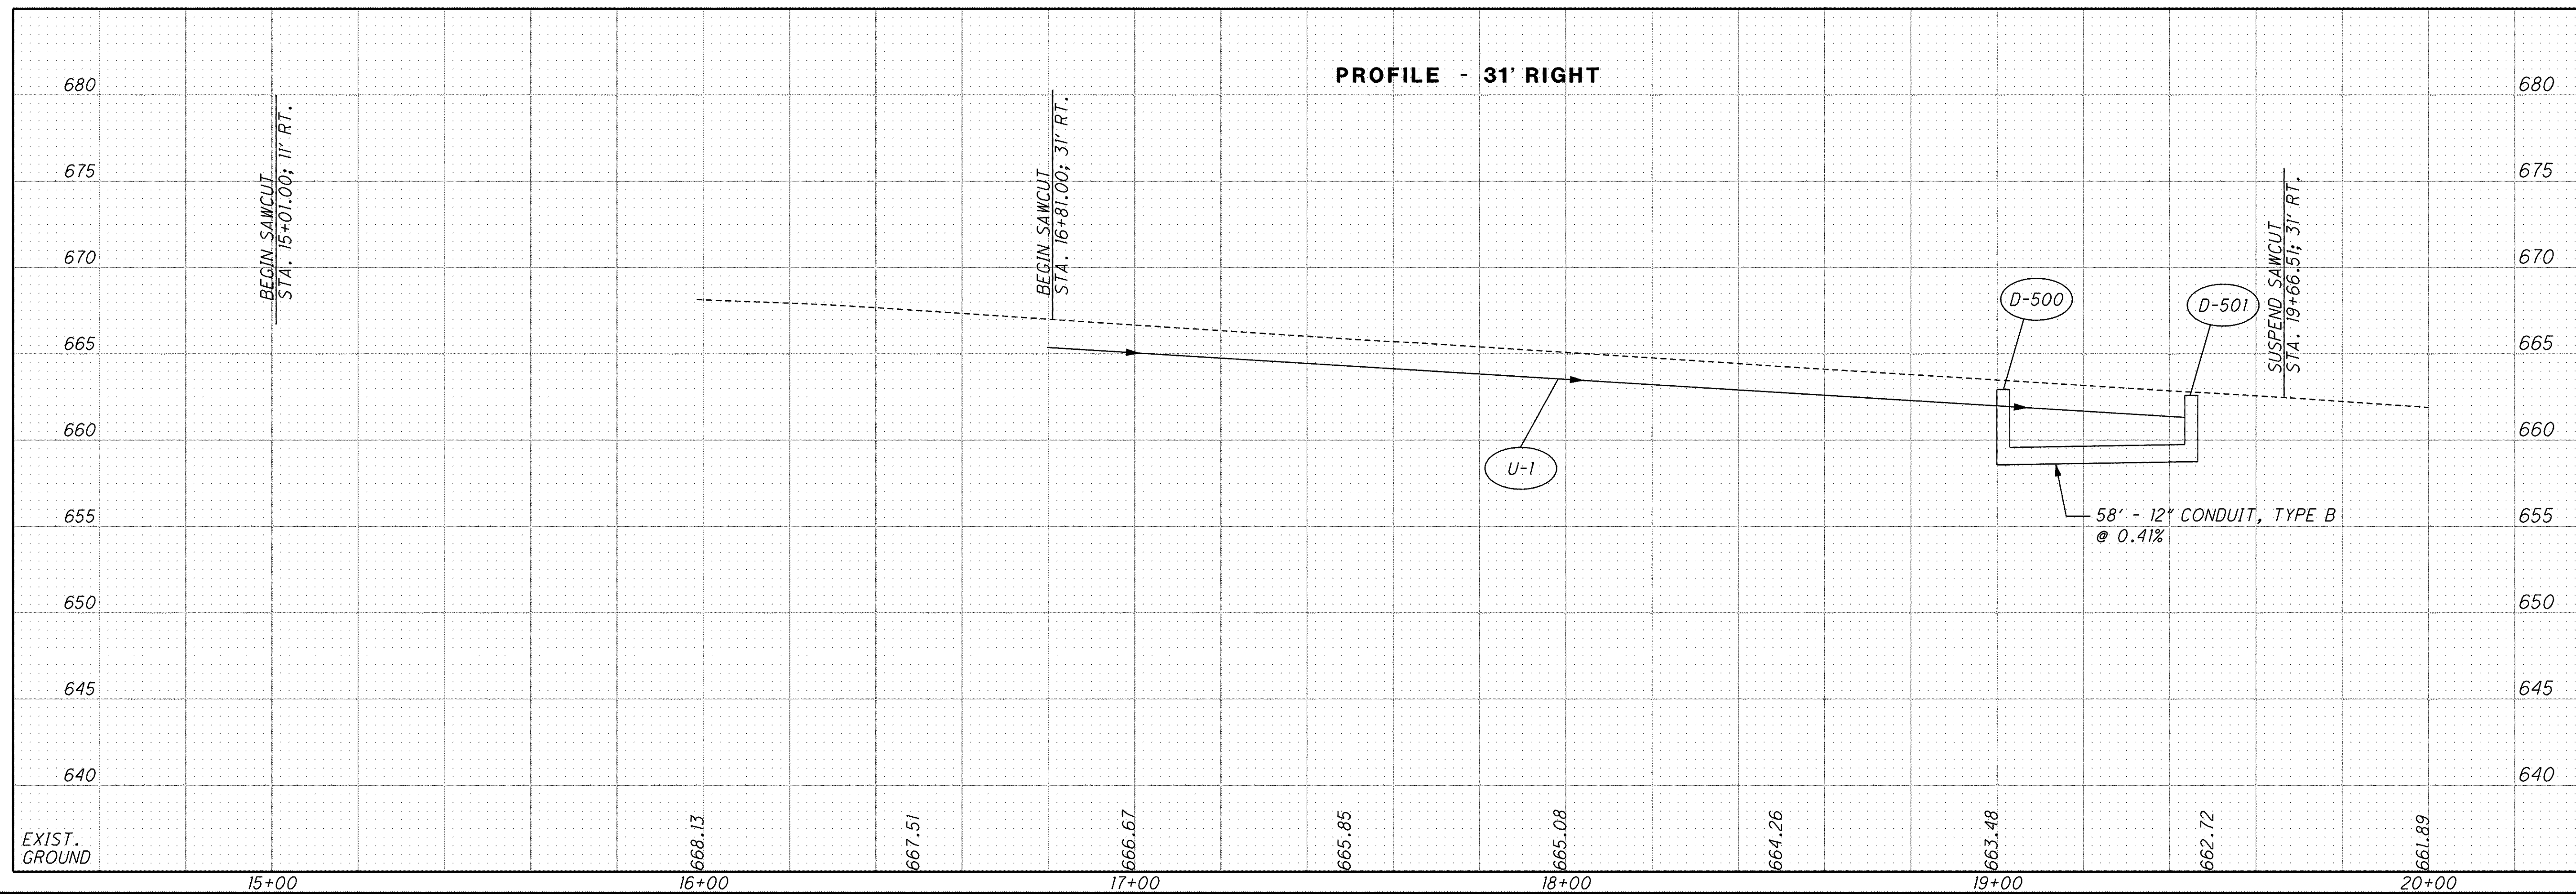 PROFILE - 31' RIGHT
680
680
675
675
670
670
665
665
660
660
655
655
650
650
645
645
640
640
BEGIN SAWCUT
STA. 15+01.00; 11' RT.
BEGIN SAWCUT
STA. 16+81.00; 31' RT.
SUSPEND SAWCUT
STA. 19+66.51; 31' RT.
D-500
D-501
U-1
58' - 12" CONDUIT, TYPE B
@ 0.41%
EXIST.
GROUND
668.13
667.51
666.67
665.85
665.08
664.26
663.48
662.72
661.89
15+00
16+00
17+00
18+00
19+00
20+00